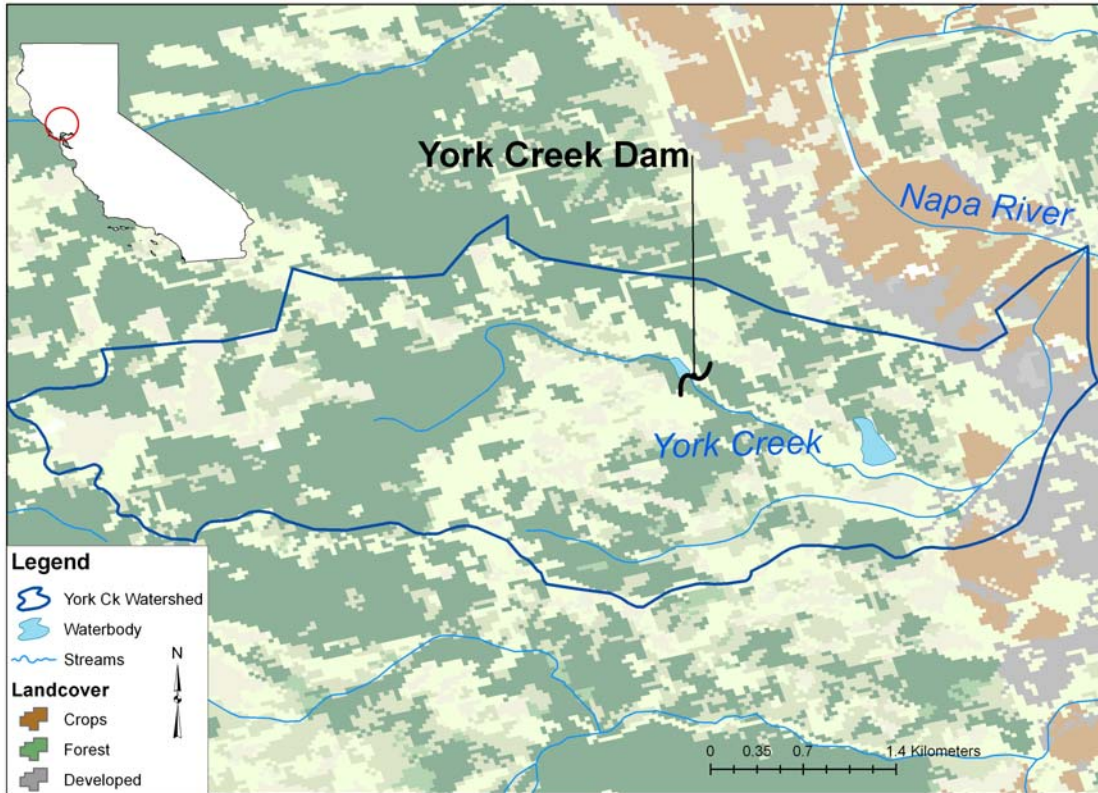 York Creek Dam
Napa River
York Creek
Legend
York Ck Watershed
Waterbody
Streams
N
Landcover
Crops
Forest
Developed
0 0.35 0.7 1.4 Kilometers